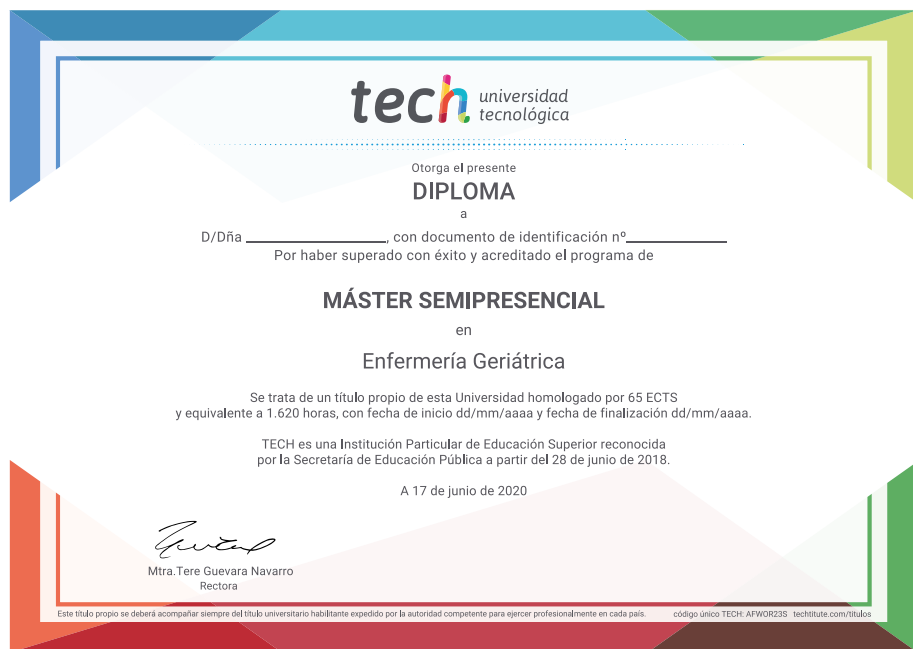 tech universidad
tecnológica
Otorga el presente
DIPLOMA
a
D/Dña ____________, con documento de identificación nº____________
Por haber superado con éxito y acreditado el programa de
MÁSTER SEMIPRESENCIAL
en
Enfermería Geriátrica
Se trata de un título propio de esta Universidad homologado por 65 ECTS
y equivalente a 1.620 horas, con fecha de inicio dd/mm/aaaa y fecha de finalización dd/mm/aaaa.
TECH es una Institución Particular de Educación Superior reconocida
por la Secretaría de Educación Pública a partir del 28 de junio de 2018.
A 17 de junio de 2020
Mtra.Tere Guevara Navarro
Rectora
Este título propio se deberá acompañar siempre del título universitario habilitante expedido por la autoridad competente para ejercer profesionalmente en cada país. código único TECH: AFWOR23S techtitute.com/titulos